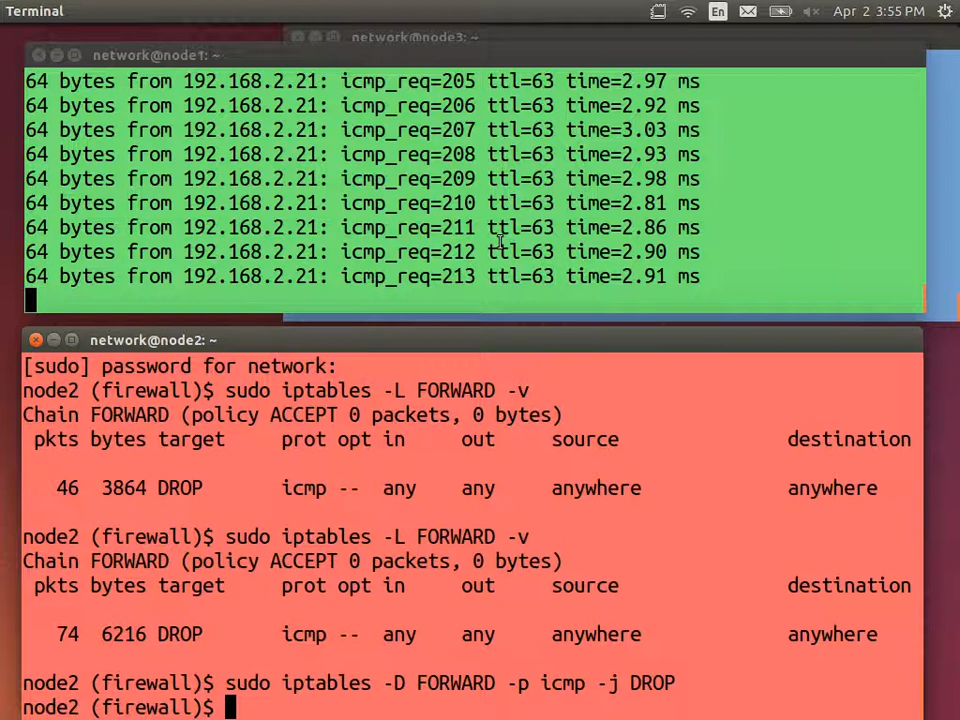 Terminal
En
Apr 2 3:55 PM
network@node3: ~
network@node1: ~
64 bytes from 192.168.2.21: icmp_req=205 ttl=63 time=2.97 ms
64 bytes from 192.168.2.21: icmp_req=206 ttl=63 time=2.92 ms
64 bytes from 192.168.2.21: icmp_req=207 ttl=63 time=3.03 ms
64 bytes from 192.168.2.21: icmp_req=208 ttl=63 time=2.93 ms
64 bytes from 192.168.2.21: icmp_req=209 ttl=63 time=2.98 ms
64 bytes from 192.168.2.21: icmp_req=210 ttl=63 time=2.81 ms
64 bytes from 192.168.2.21: icmp_req=211 ttl=63 time=2.86 ms
64 bytes from 192.168.2.21: icmp_req=212 ttl=63 time=2.90 ms
64 bytes from 192.168.2.21: icmp_req=213 ttl=63 time=2.91 ms
network@node2: ~
[sudo] password for network:
node2 (firewall)$ sudo iptables -L FORWARD -v
Chain FORWARD (policy ACCEPT 0 packets, 0 bytes)
pkts bytes target prot opt in out source destination
46 3864 DROP icmp -- any any anywhere anywhere
node2 (firewall)$ sudo iptables -L FORWARD -v
Chain FORWARD (policy ACCEPT 0 packets, 0 bytes)
pkts bytes target prot opt in out source destination
74 6216 DROP icmp -- any any anywhere anywhere
node2 (firewall)$ sudo iptables -D FORWARD -p icmp -j DROP
node2 (firewall)$